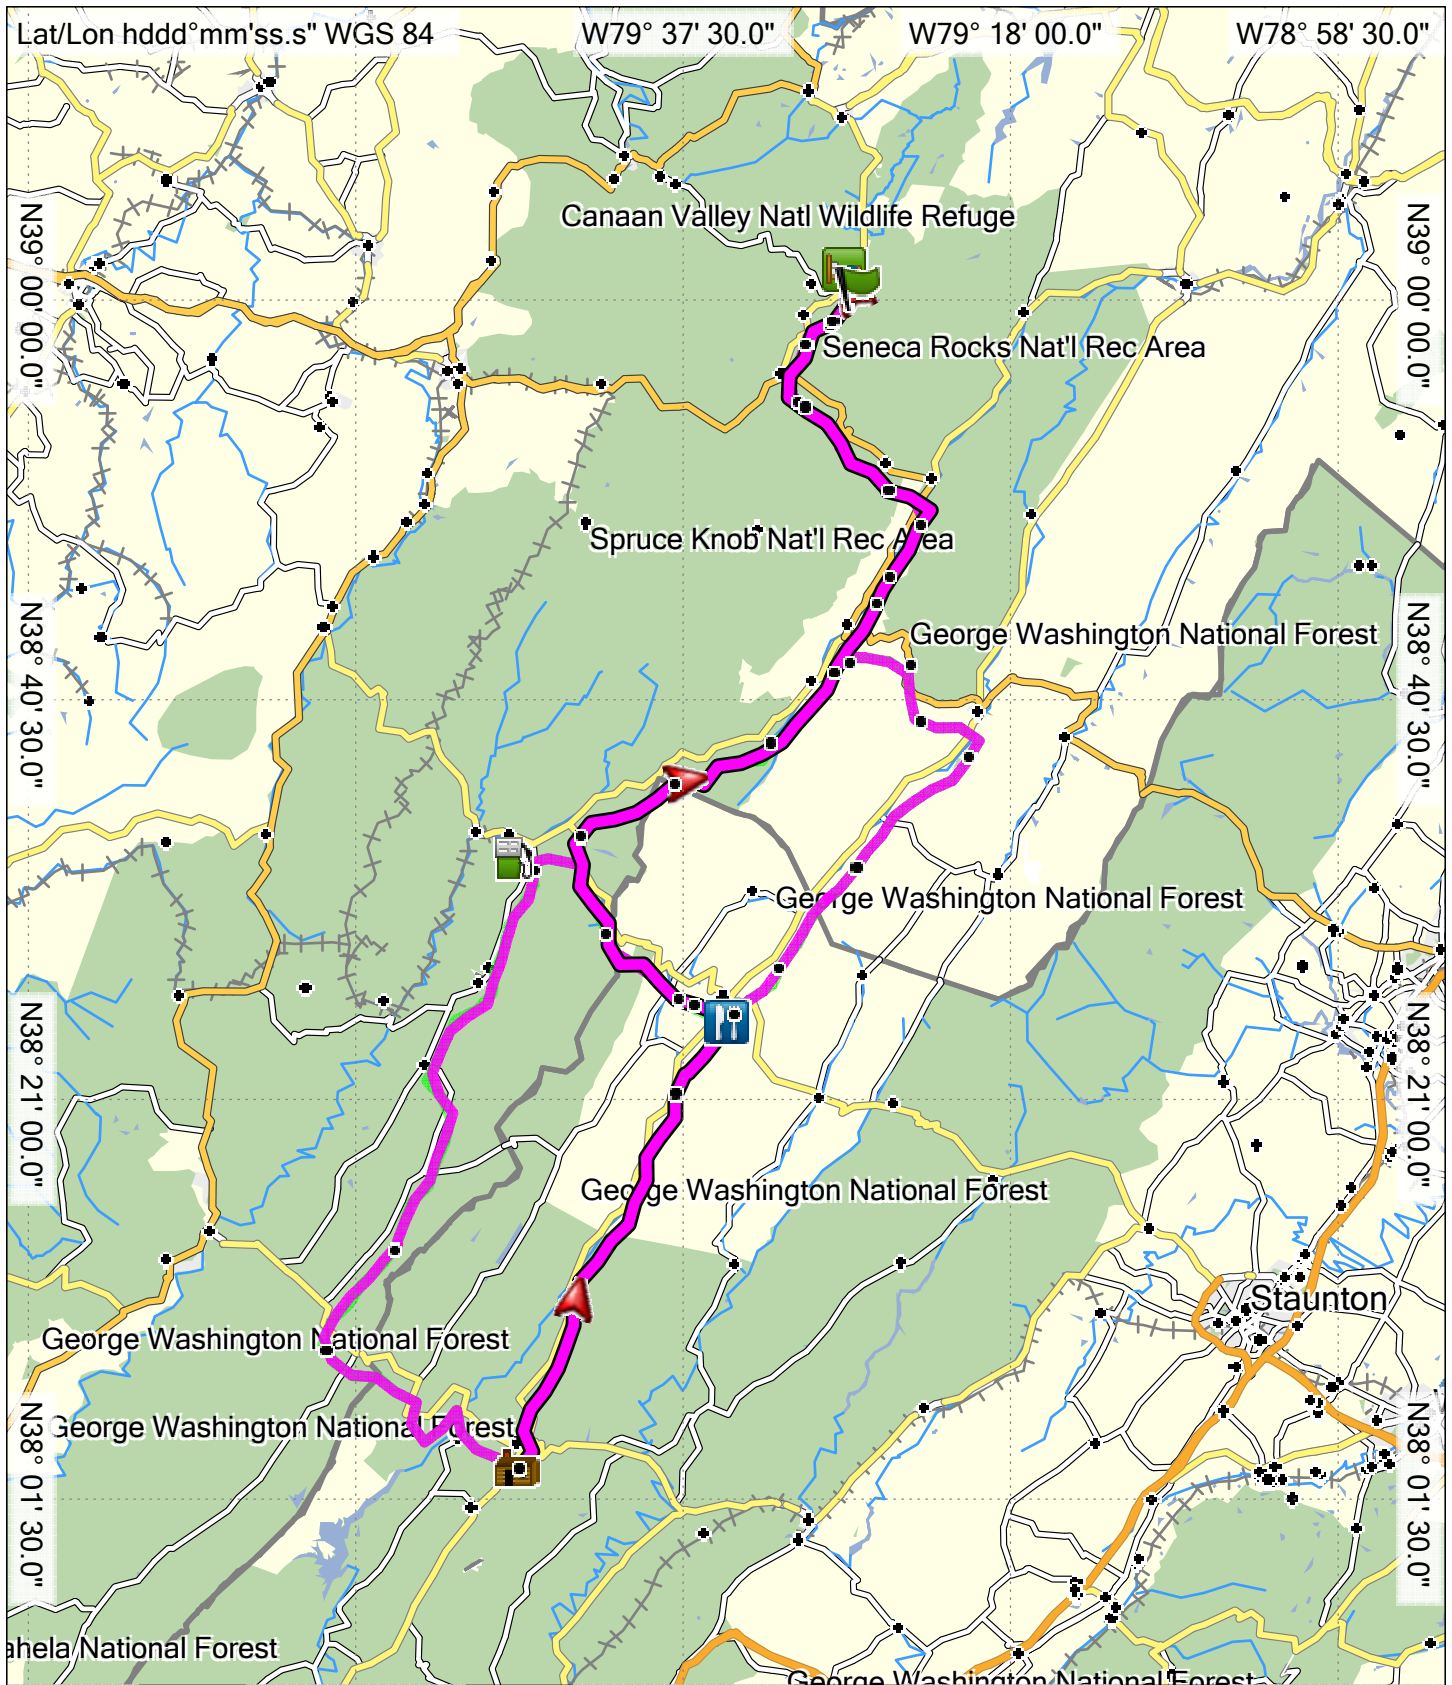 Lat/Lon hddd°mm'ss.s" WGS 84
W79° 37' 30.0"
W79° 18' 00.0"
W78° 58' 30.0"
N39° 00' 00.0"
N39° 00' 00.0"
Canaan Valley Natl Wildlife Refuge
Seneca Rocks Nat'l Rec Area
Spruce Knob Nat'l Rec Area
N38° 40' 30.0"
N38° 40' 30.0"
George Washington National Forest
George Washington National Forest
N38° 21' 00.0"
N38° 21' 00.0"
George Washington National Forest
Staunton
George Washington National Forest
George Washington National Forest
N38° 01' 30.0"
N38° 01' 30.0"
ahela National Forest
George Washington National Forest